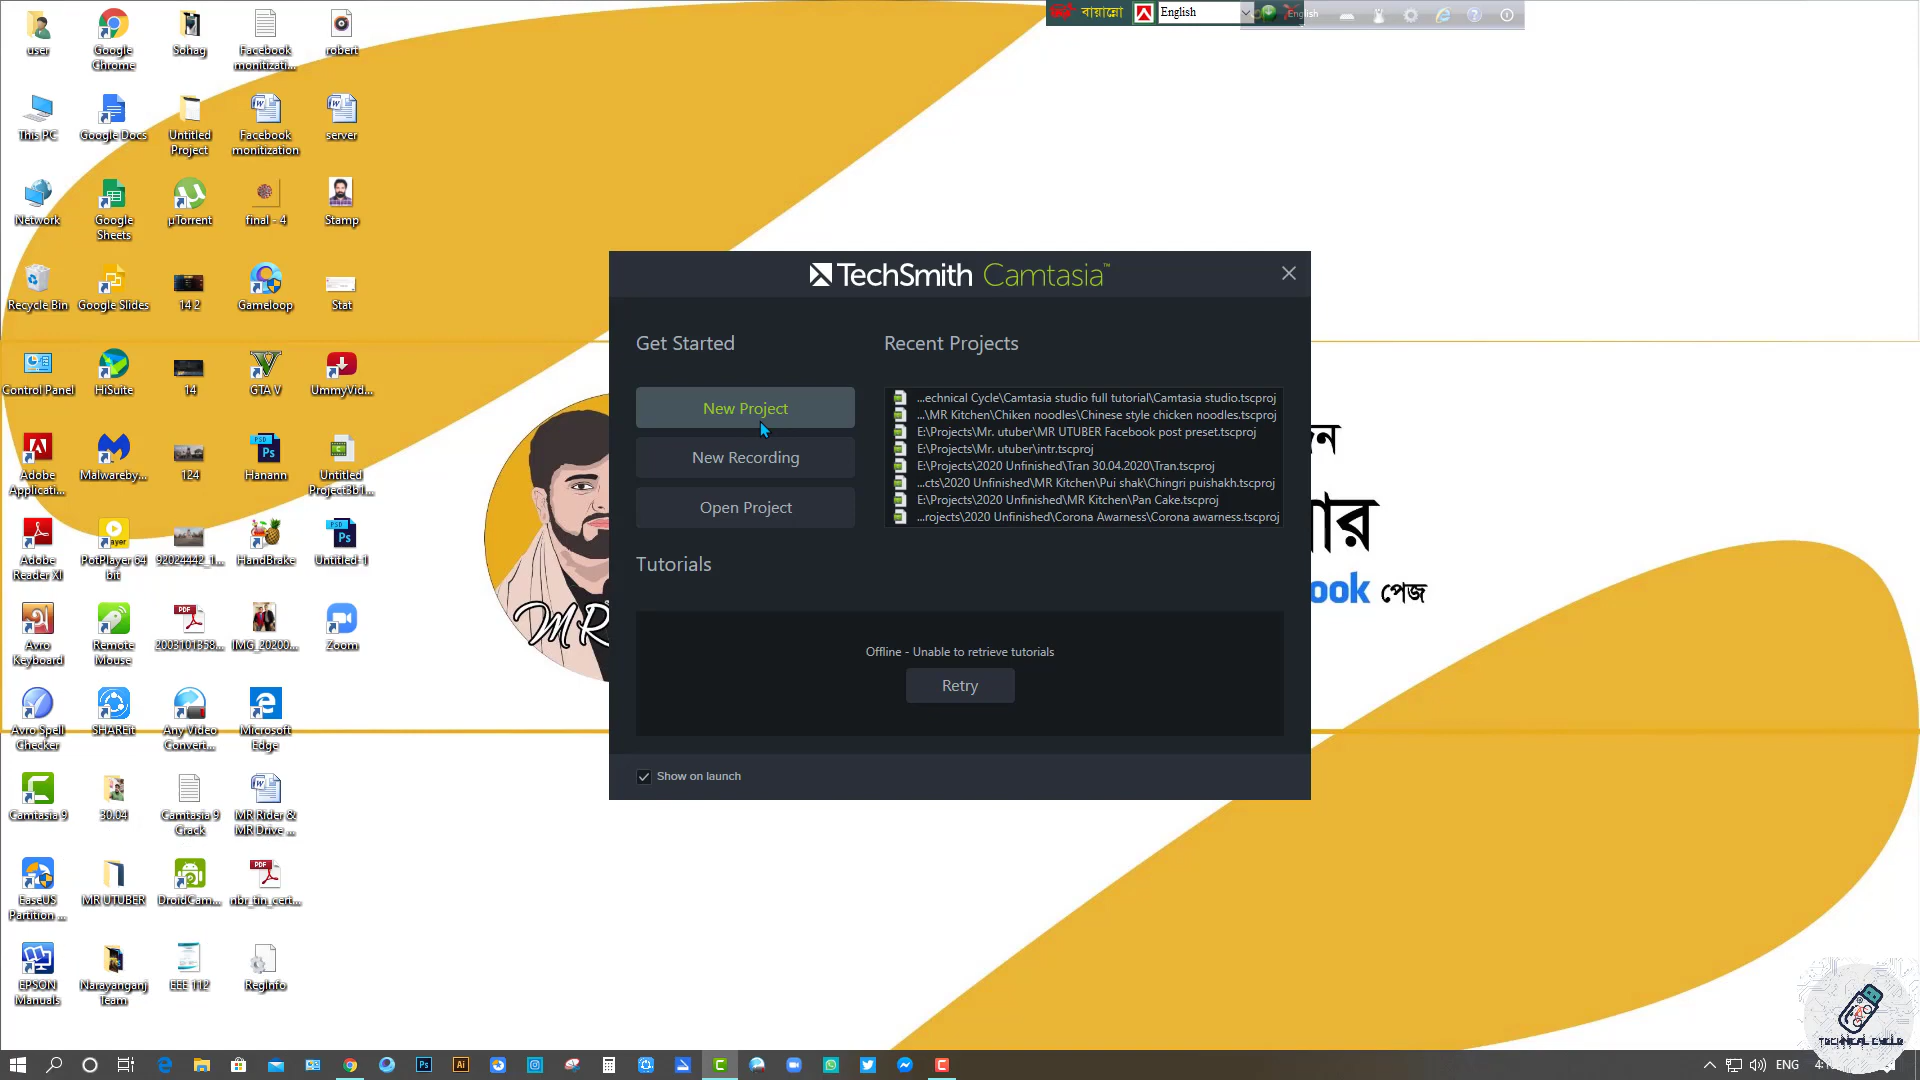 বায়ান্নো
English
English
user
Google
Chrome
Sohag
Facebook
monitizati...
robert
This PC
Google Docs
Untitled
Project
Facebook
monitization
server
Network
Google
Sheets
µTorrent
final - 4
Stamp
Recycle Bin
Google Slides
14 2
Gameloop
Stat
Control Panel
HiSuite
14
GTA V
UmmyVid...
Adobe
Applicati...
Malwareby...
124
Hanann
Untitled
Project3b1...
Adobe
Reader XI
PotPlayer 64
bit
92024442_1...
HandBrake
Untitled-1
Avro
Keyboard
Remote
Mouse
2003101358...
IMG_20200...
Zoom
Avro Spell
Checker
SHAREit
Any Video
Convert...
Microsoft
Edge
Camtasia 9
30.04
Camtasia 9
Crack
MR Rider &
MR Drive ...
EaseUS
Partition ...
MR UTUBER
DroidCam...
nbr_tin_cert...
EPSON
Manuals
Narayanganj
Team
EEE 112
RegInfo
TechSmith Camtasia™
Get Started
New Project
New Recording
Open Project
Recent Projects
...echnical Cycle\Camtasia studio full tutorial\Camtasia studio.tscproj
...\MR Kitchen\Chiken noodles\Chinese style chicken noodles.tscproj
E:\Projects\Mr. utuber\MR UTUBER Facebook post preset.tscproj
E:\Projects\Mr. utuber\intr.tscproj
E:\Projects\2020 Unfinished\Tran 30.04.2020\Tran.tscproj
...cts\2020 Unfinished\MR Kitchen\Pui shak\Chingri puishakh.tscproj
E:\Projects\2020 Unfinished\MR Kitchen\Pan Cake.tscproj
...rojects\2020 Unfinished\Corona Awarness\Corona awarness.tscproj
Tutorials
Offline - Unable to retrieve tutorials
Retry
Show on launch
MR
ook পেজ
TECHNICAL CYCLE
ENG